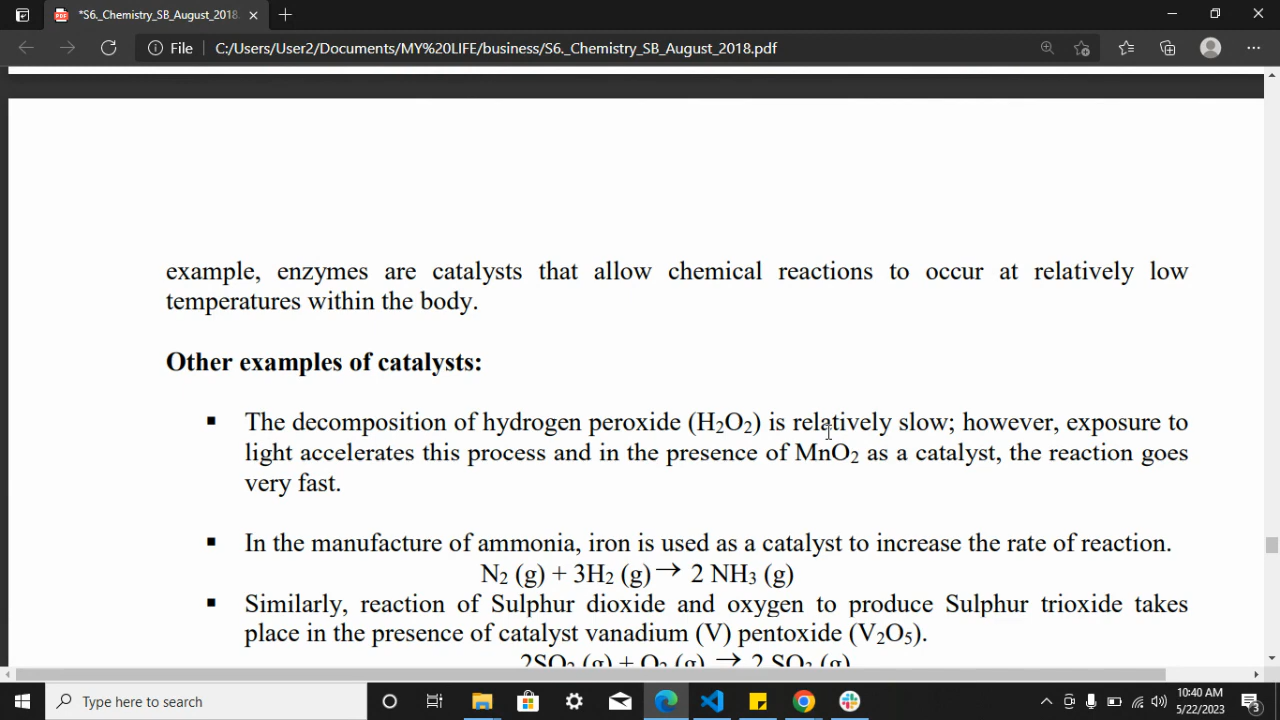 *S6._Chemistry_SB_August_2018.
File C:/Users/User2/Documents/MY%20LIFE/business/S6._Chemistry_SB_August_2018.pdf
example, enzymes are catalysts that allow chemical reactions to occur at relatively low
temperatures within the body.
Other examples of catalysts:
▪ The decomposition of hydrogen peroxide (H₂O₂) is relatively slow; however, exposure to
light accelerates this process and in the presence of MnO₂ as a catalyst, the reaction goes
very fast.
▪ In the manufacture of ammonia, iron is used as a catalyst to increase the rate of reaction.
N₂ (g) + 3H₂ (g) → 2 NH₃ (g)
▪ Similarly, reaction of Sulphur dioxide and oxygen to produce Sulphur trioxide takes
place in the presence of catalyst vanadium (V) pentoxide (V₂O₅).
2SO₂ (g) + O₂ (g) → 2 SO₃ (g)
Type here to search
10:40 AM
5/22/2023
3